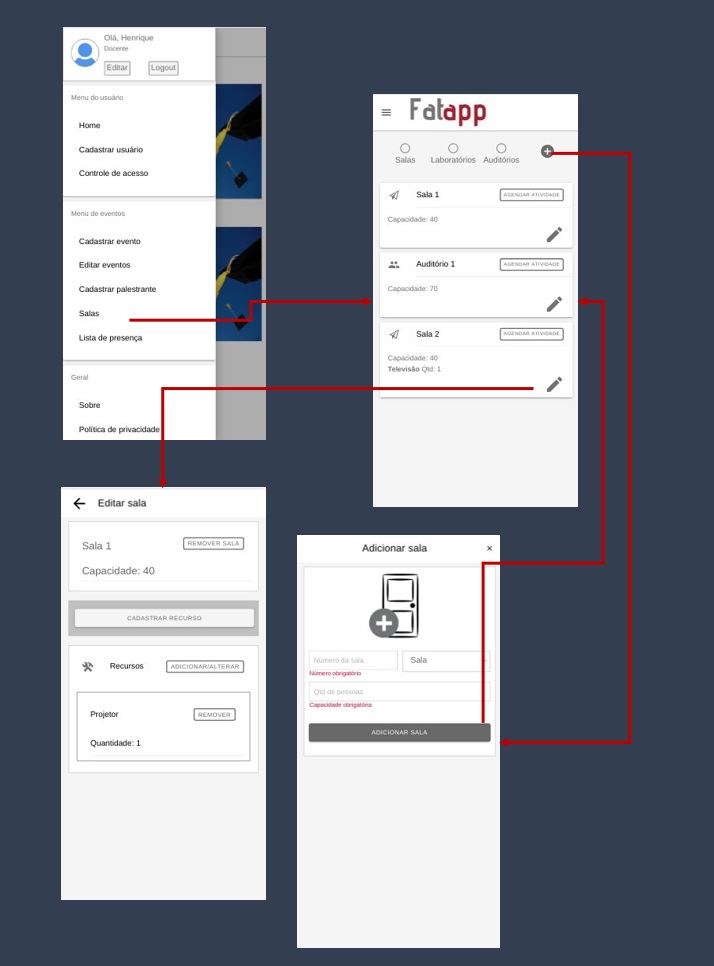 Olá, Henrique
Docente
Editar
Logout
Menu do usuário
Home
Cadastrar usuário
Controle de acesso
Menu de eventos
Cadastrar evento
Editar eventos
Cadastrar palestrante
Salas
Lista de presença
Geral
Sobre
Política de privacidade
Fatapp
Salas
Laboratórios
Auditórios
Sala 1
AGENDAR ATIVIDADE
Capacidade: 40
Auditório 1
AGENDAR ATIVIDADE
Capacidade: 70
Sala 2
AGENDAR ATIVIDADE
Capacidade: 40
Televisão Qtd: 1
Editar sala
Sala 1
REMOVER SALA
Capacidade: 40
CADASTRAR RECURSO
Recursos
ADICIONAR/ALTERAR
Projetor
REMOVER
Quantidade: 1
Adicionar sala
×
Número da sala
Sala
Número obrigatório
Qtd de pessoas
Capacidade obrigatória
ADICIONAR SALA